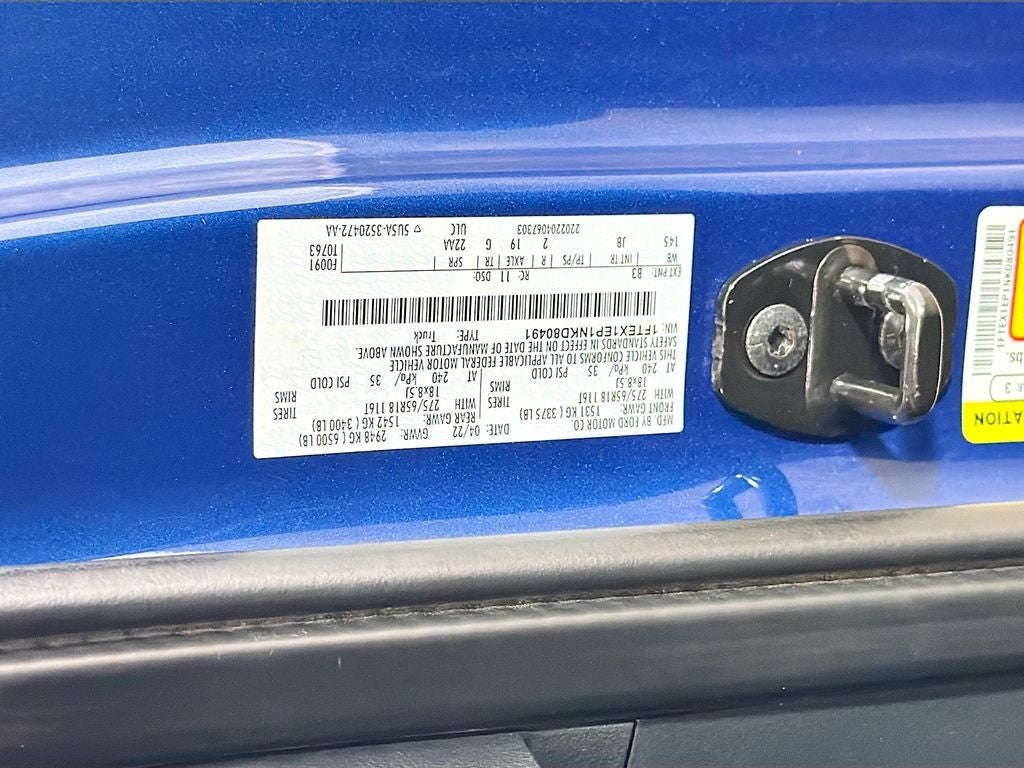 MFD. BY FORD MOTOR CO.
DATE: 04/22 GVWR: 2948 KG ( 6500 LB)
FRONT GAWR: 1531 KG ( 3375 LB)
REAR GAWR: 1542 KG ( 3400 LB)
WITH 275/65R18 116T TIRES
18x8.5J RIMS
AT 240 kPa/ 35 PSI COLD
WITH 275/65R18 116T TIRES
18x8.5J RIMS
AT 240 kPa/ 35 PSI COLD
THIS VEHICLE CONFORMS TO ALL APPLICABLE FEDERAL MOTOR VEHICLE
SAFETY STANDARDS IN EFFECT ON THE DATE OF MANUFACTURE SHOWN ABOVE.
VIN: 1FTEX1EP1NKD80491
TYPE: Truck
F0091
T0763
EXT PNT: B3 RC: 11 DSO:
WB INT TR TP/PS R AXLE TR SPR
145 JB 2 19 G 22AA
2202204067303 ULC 5U5A-3520472-AA
1FTEX1EP1NKD80491
bs.
R: 3
ATION